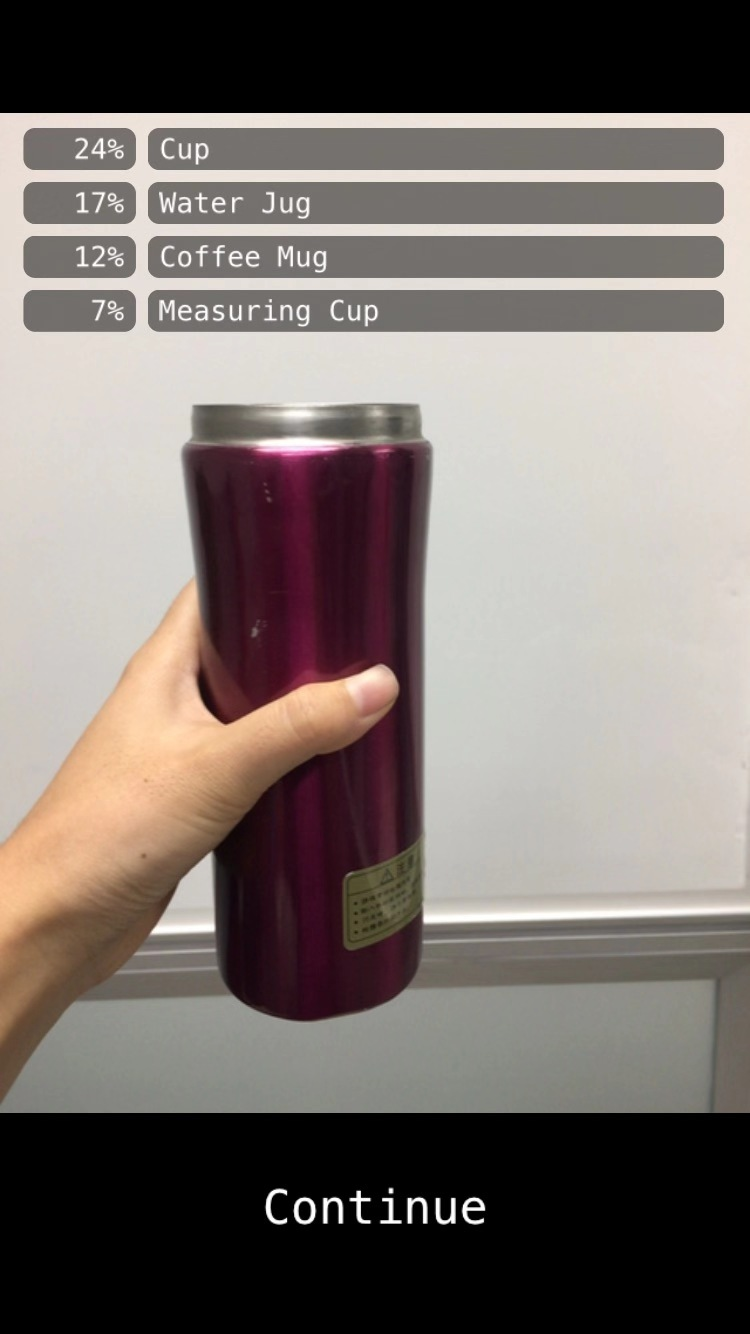 24% Cup
17% Water Jug
12% Coffee Mug
7% Measuring Cup
Continue